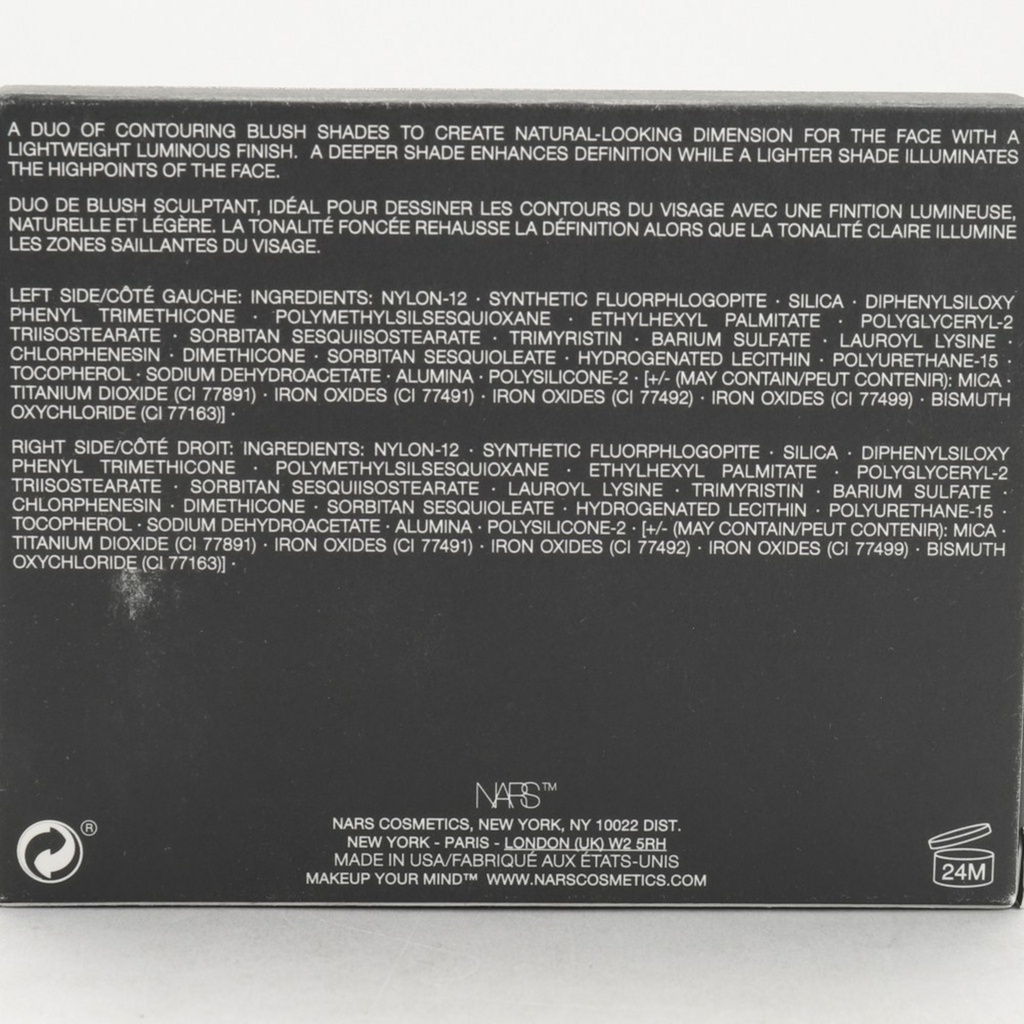 A DUO OF CONTOURING BLUSH SHADES TO CREATE NATURAL-LOOKING DIMENSION FOR THE FACE WITH A
LIGHTWEIGHT LUMINOUS FINISH. A DEEPER SHADE ENHANCES DEFINITION WHILE A LIGHTER SHADE ILLUMINATES
THE HIGHPOINTS OF THE FACE.
DUO DE BLUSH SCULPTANT, IDÉAL POUR DESSINER LES CONTOURS DU VISAGE AVEC UNE FINITION LUMINEUSE,
NATURELLE ET LÉGÈRE. LA TONALITÉ FONCÉE REHAUSSE LA DÉFINITION ALORS QUE LA TONALITÉ CLAIRE ILLUMINE
LES ZONES SAILLANTES DU VISAGE.
LEFT SIDE/CÔTÉ GAUCHE: INGREDIENTS: NYLON-12 · SYNTHETIC FLUORPHLOGOPITE · SILICA · DIPHENYLSILOXY
PHENYL TRIMETHICONE · POLYMETHYLSILSESQUIOXANE · ETHYLHEXYL PALMITATE · POLYGLYCERYL-2
TRIISOSTEARATE · SORBITAN SESQUIISOSTEARATE · TRIMYRISTIN · BARIUM SULFATE · LAUROYL LYSINE ·
CHLORPHENESIN · DIMETHICONE · SORBITAN SESQUIOLEATE · HYDROGENATED LECITHIN · POLYURETHANE-15 ·
TOCOPHEROL · SODIUM DEHYDROACETATE · ALUMINA · POLYSILICONE-2 · [+/- (MAY CONTAIN/PEUT CONTENIR): MICA ·
TITANIUM DIOXIDE (CI 77891) · IRON OXIDES (CI 77491) · IRON OXIDES (CI 77492) · IRON OXIDES (CI 77499) · BISMUTH
OXYCHLORIDE (CI 77163)] ·
RIGHT SIDE/CÔTÉ DROIT: INGREDIENTS: NYLON-12 · SYNTHETIC FLUORPHLOGOPITE · SILICA · DIPHENYLSILOXY
PHENYL TRIMETHICONE · POLYMETHYLSILSESQUIOXANE · ETHYLHEXYL PALMITATE · POLYGLYCERYL-2
TRIISOSTEARATE · SORBITAN SESQUIISOSTEARATE · LAUROYL LYSINE · TRIMYRISTIN · BARIUM SULFATE ·
CHLORPHENESIN · DIMETHICONE · SORBITAN SESQUIOLEATE · HYDROGENATED LECITHIN · POLYURETHANE-15 ·
TOCOPHEROL · SODIUM DEHYDROACETATE · ALUMINA · POLYSILICONE-2 · [+/- (MAY CONTAIN/PEUT CONTENIR): MICA ·
TITANIUM DIOXIDE (CI 77891) · IRON OXIDES (CI 77491) · IRON OXIDES (CI 77492) · IRON OXIDES (CI 77499) · BISMUTH
OXYCHLORIDE (CI 77163)] ·
NARS™
NARS COSMETICS, NEW YORK, NY 10022 DIST.
NEW YORK - PARIS - LONDON (UK) W2 5RH
MADE IN USA/FABRIQUÉ AUX ÉTATS-UNIS
MAKEUP YOUR MIND™ WWW.NARSCOSMETICS.COM
®
24M